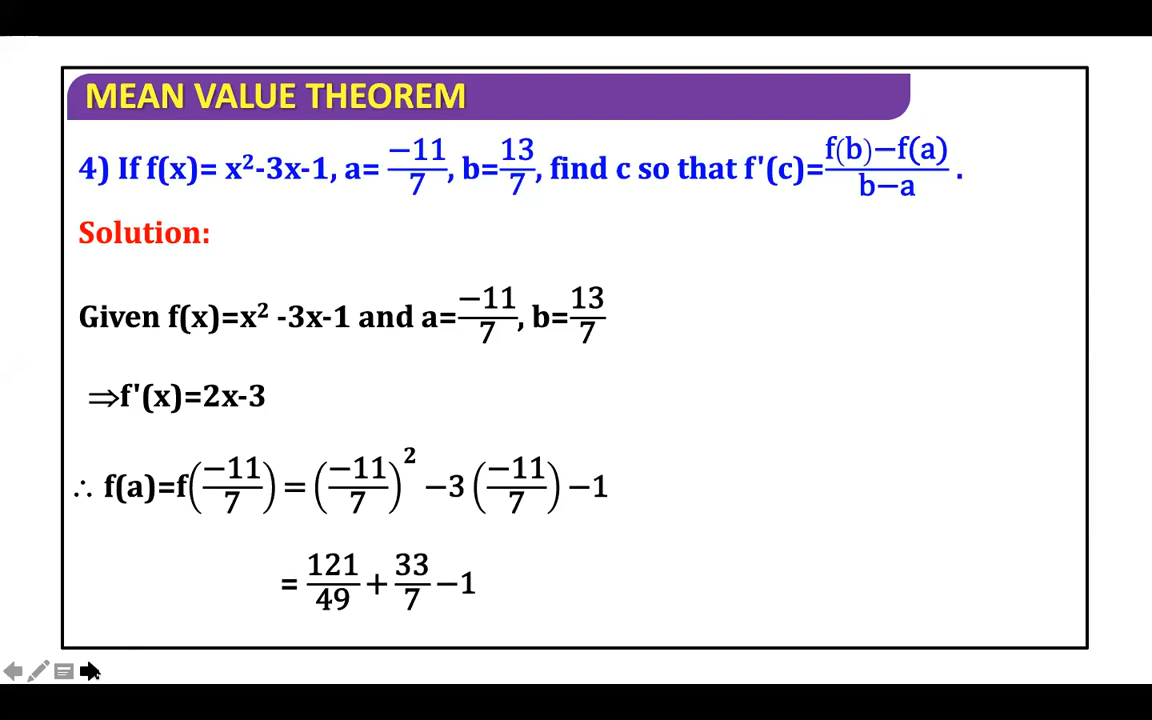 MEAN VALUE THEOREM
4) If f(x)= x²-3x-1, a= −11/7, b=13/7, find c so that f'(c)=f(b)−f(a)/b−a .
Solution:
Given f(x)=x² -3x-1 and a=−11/7, b=13/7
⇒f'(x)=2x-3
∴ f(a)=f(−11/7) = (−11/7)² −3 (−11/7) −1
= 121/49 + 33/7 −1